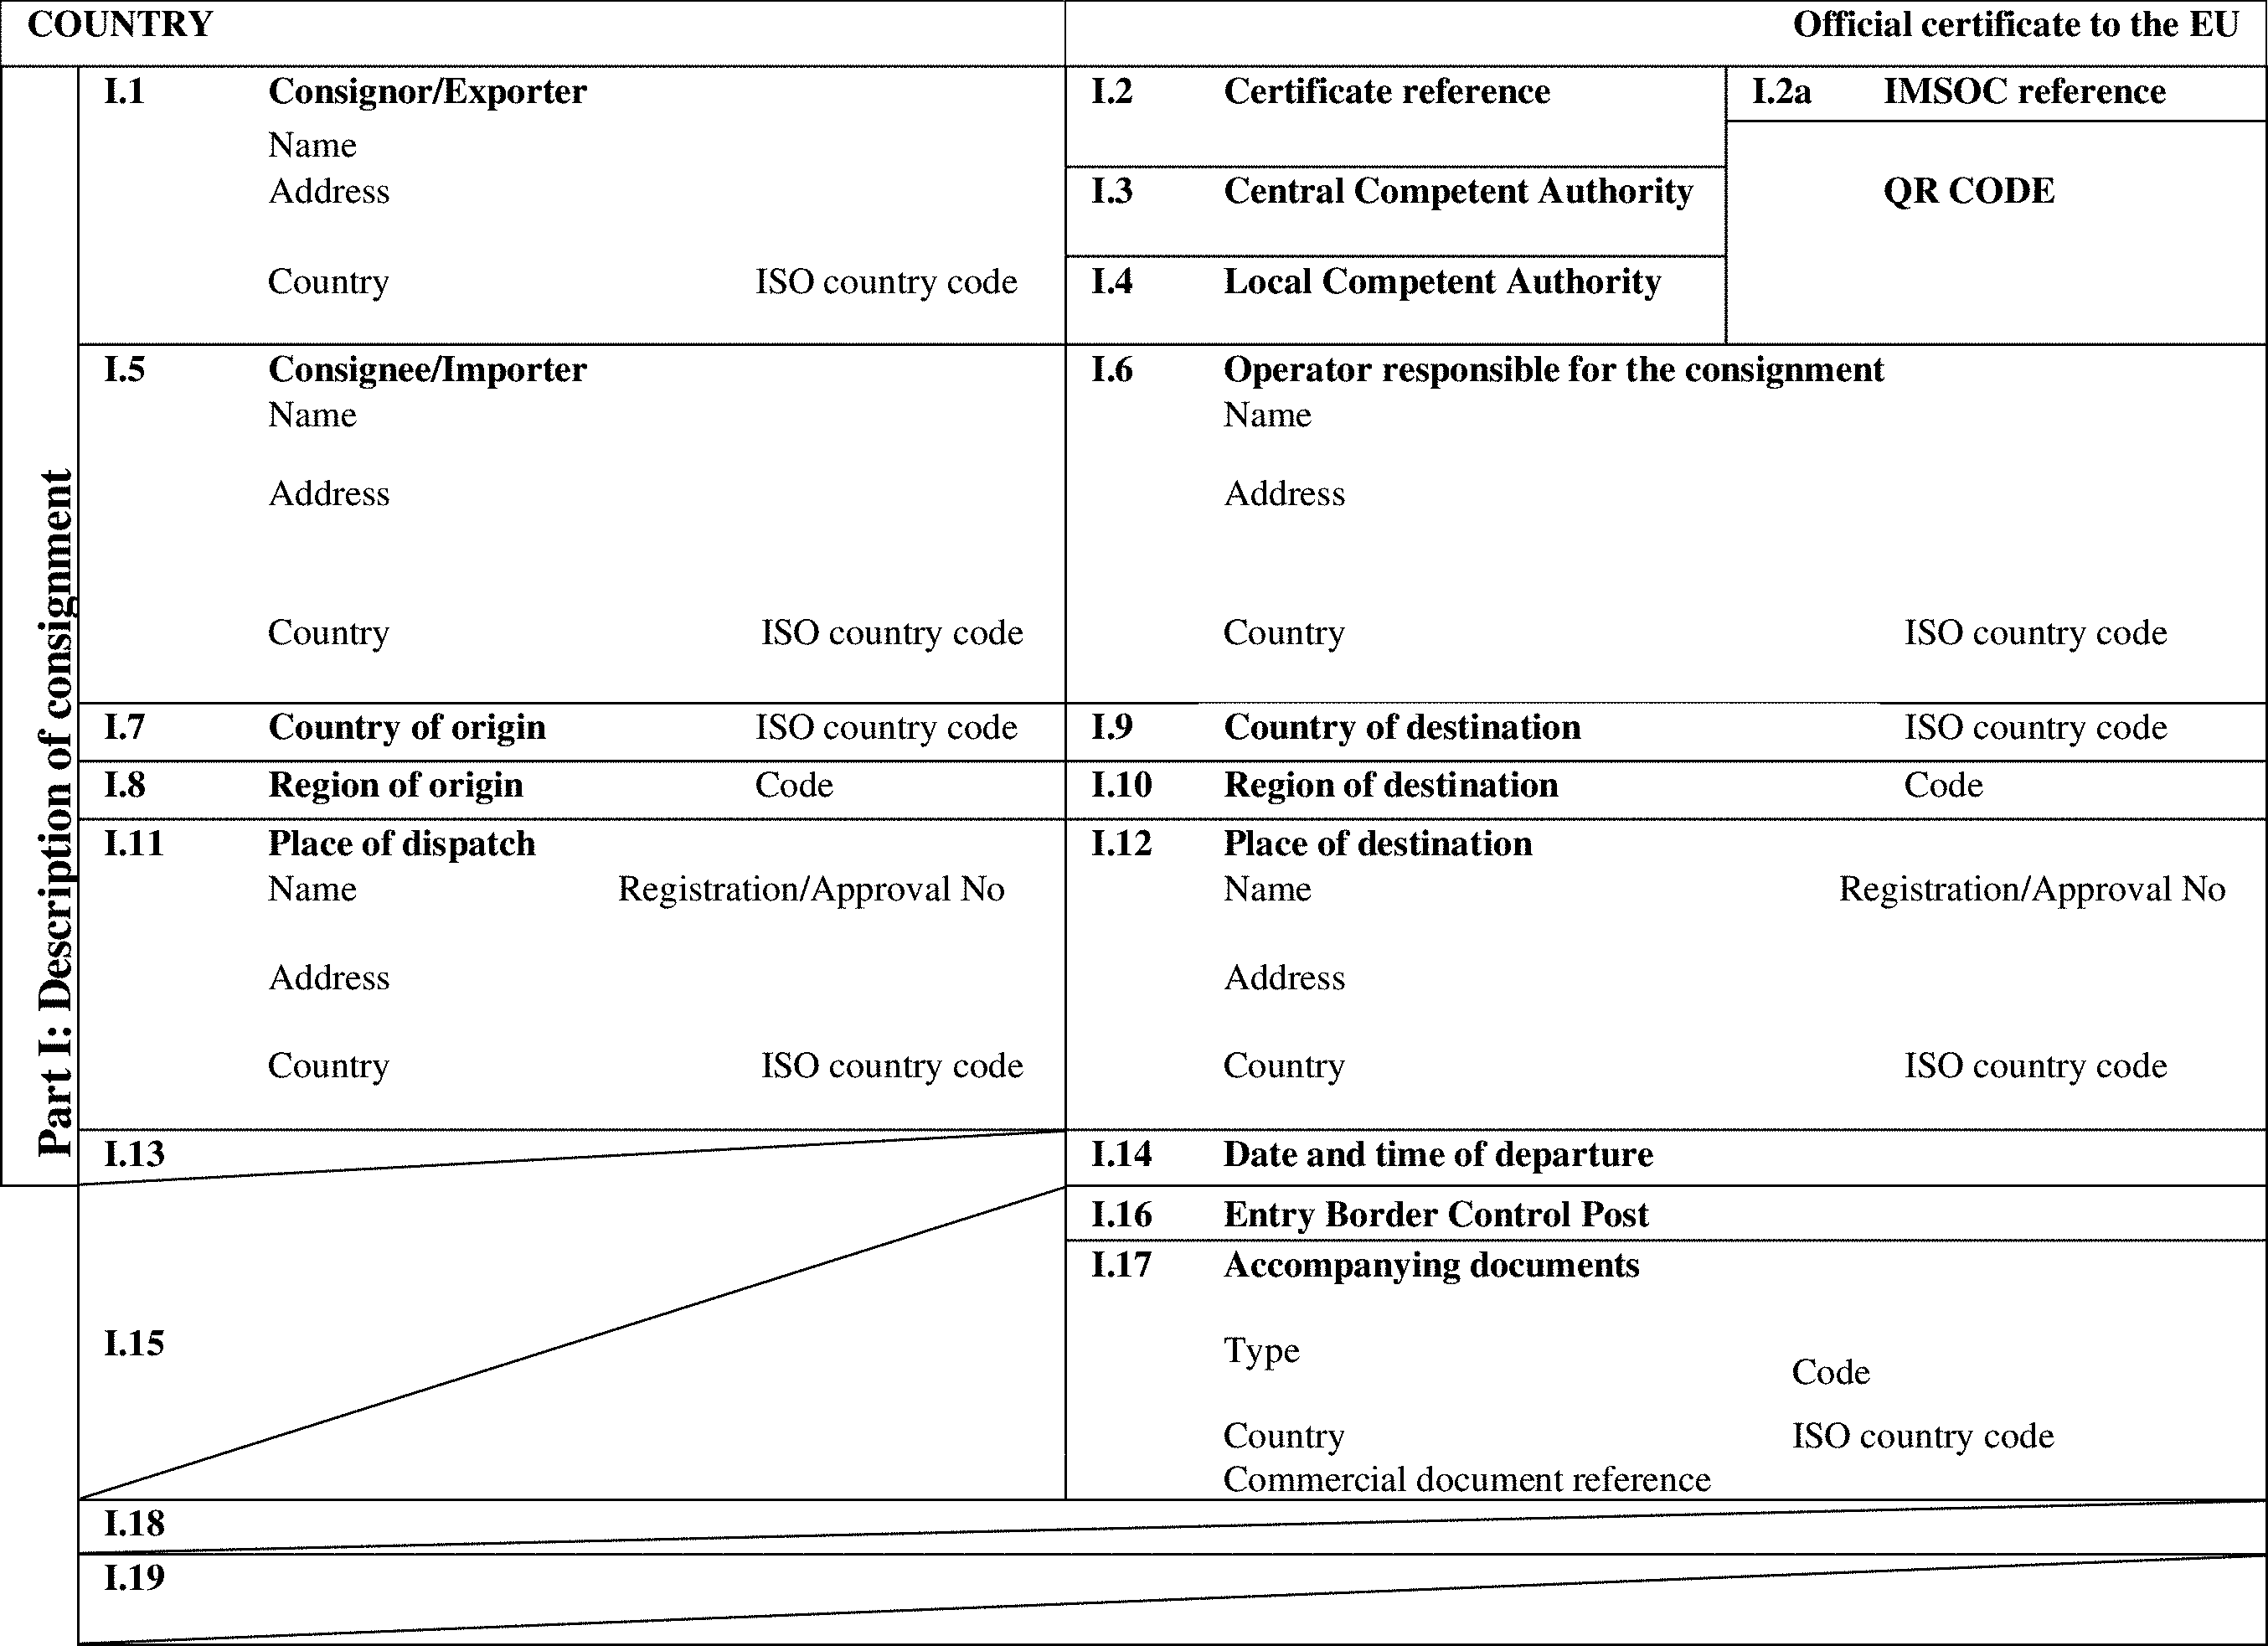 COUNTRY
Official certificate to the EU
Part I: Description of consignment
I.1 Consignor/Exporter
Name
Address
Country ISO country code
I.2 Certificate reference
I.2a IMSOC reference
QR CODE
I.3 Central Competent Authority
I.4 Local Competent Authority
I.5 Consignee/Importer
Name
Address
Country ISO country code
I.6 Operator responsible for the consignment
Name
Address
Country ISO country code
I.7 Country of origin ISO country code
I.9 Country of destination ISO country code
I.8 Region of origin Code
I.10 Region of destination Code
I.11 Place of dispatch
Name Registration/Approval No
Address
Country ISO country code
I.12 Place of destination
Name Registration/Approval No
Address
Country ISO country code
I.13
I.14 Date and time of departure
I.15
I.16 Entry Border Control Post
I.17 Accompanying documents
Type
Code
Country ISO country code
Commercial document reference
I.18
I.19